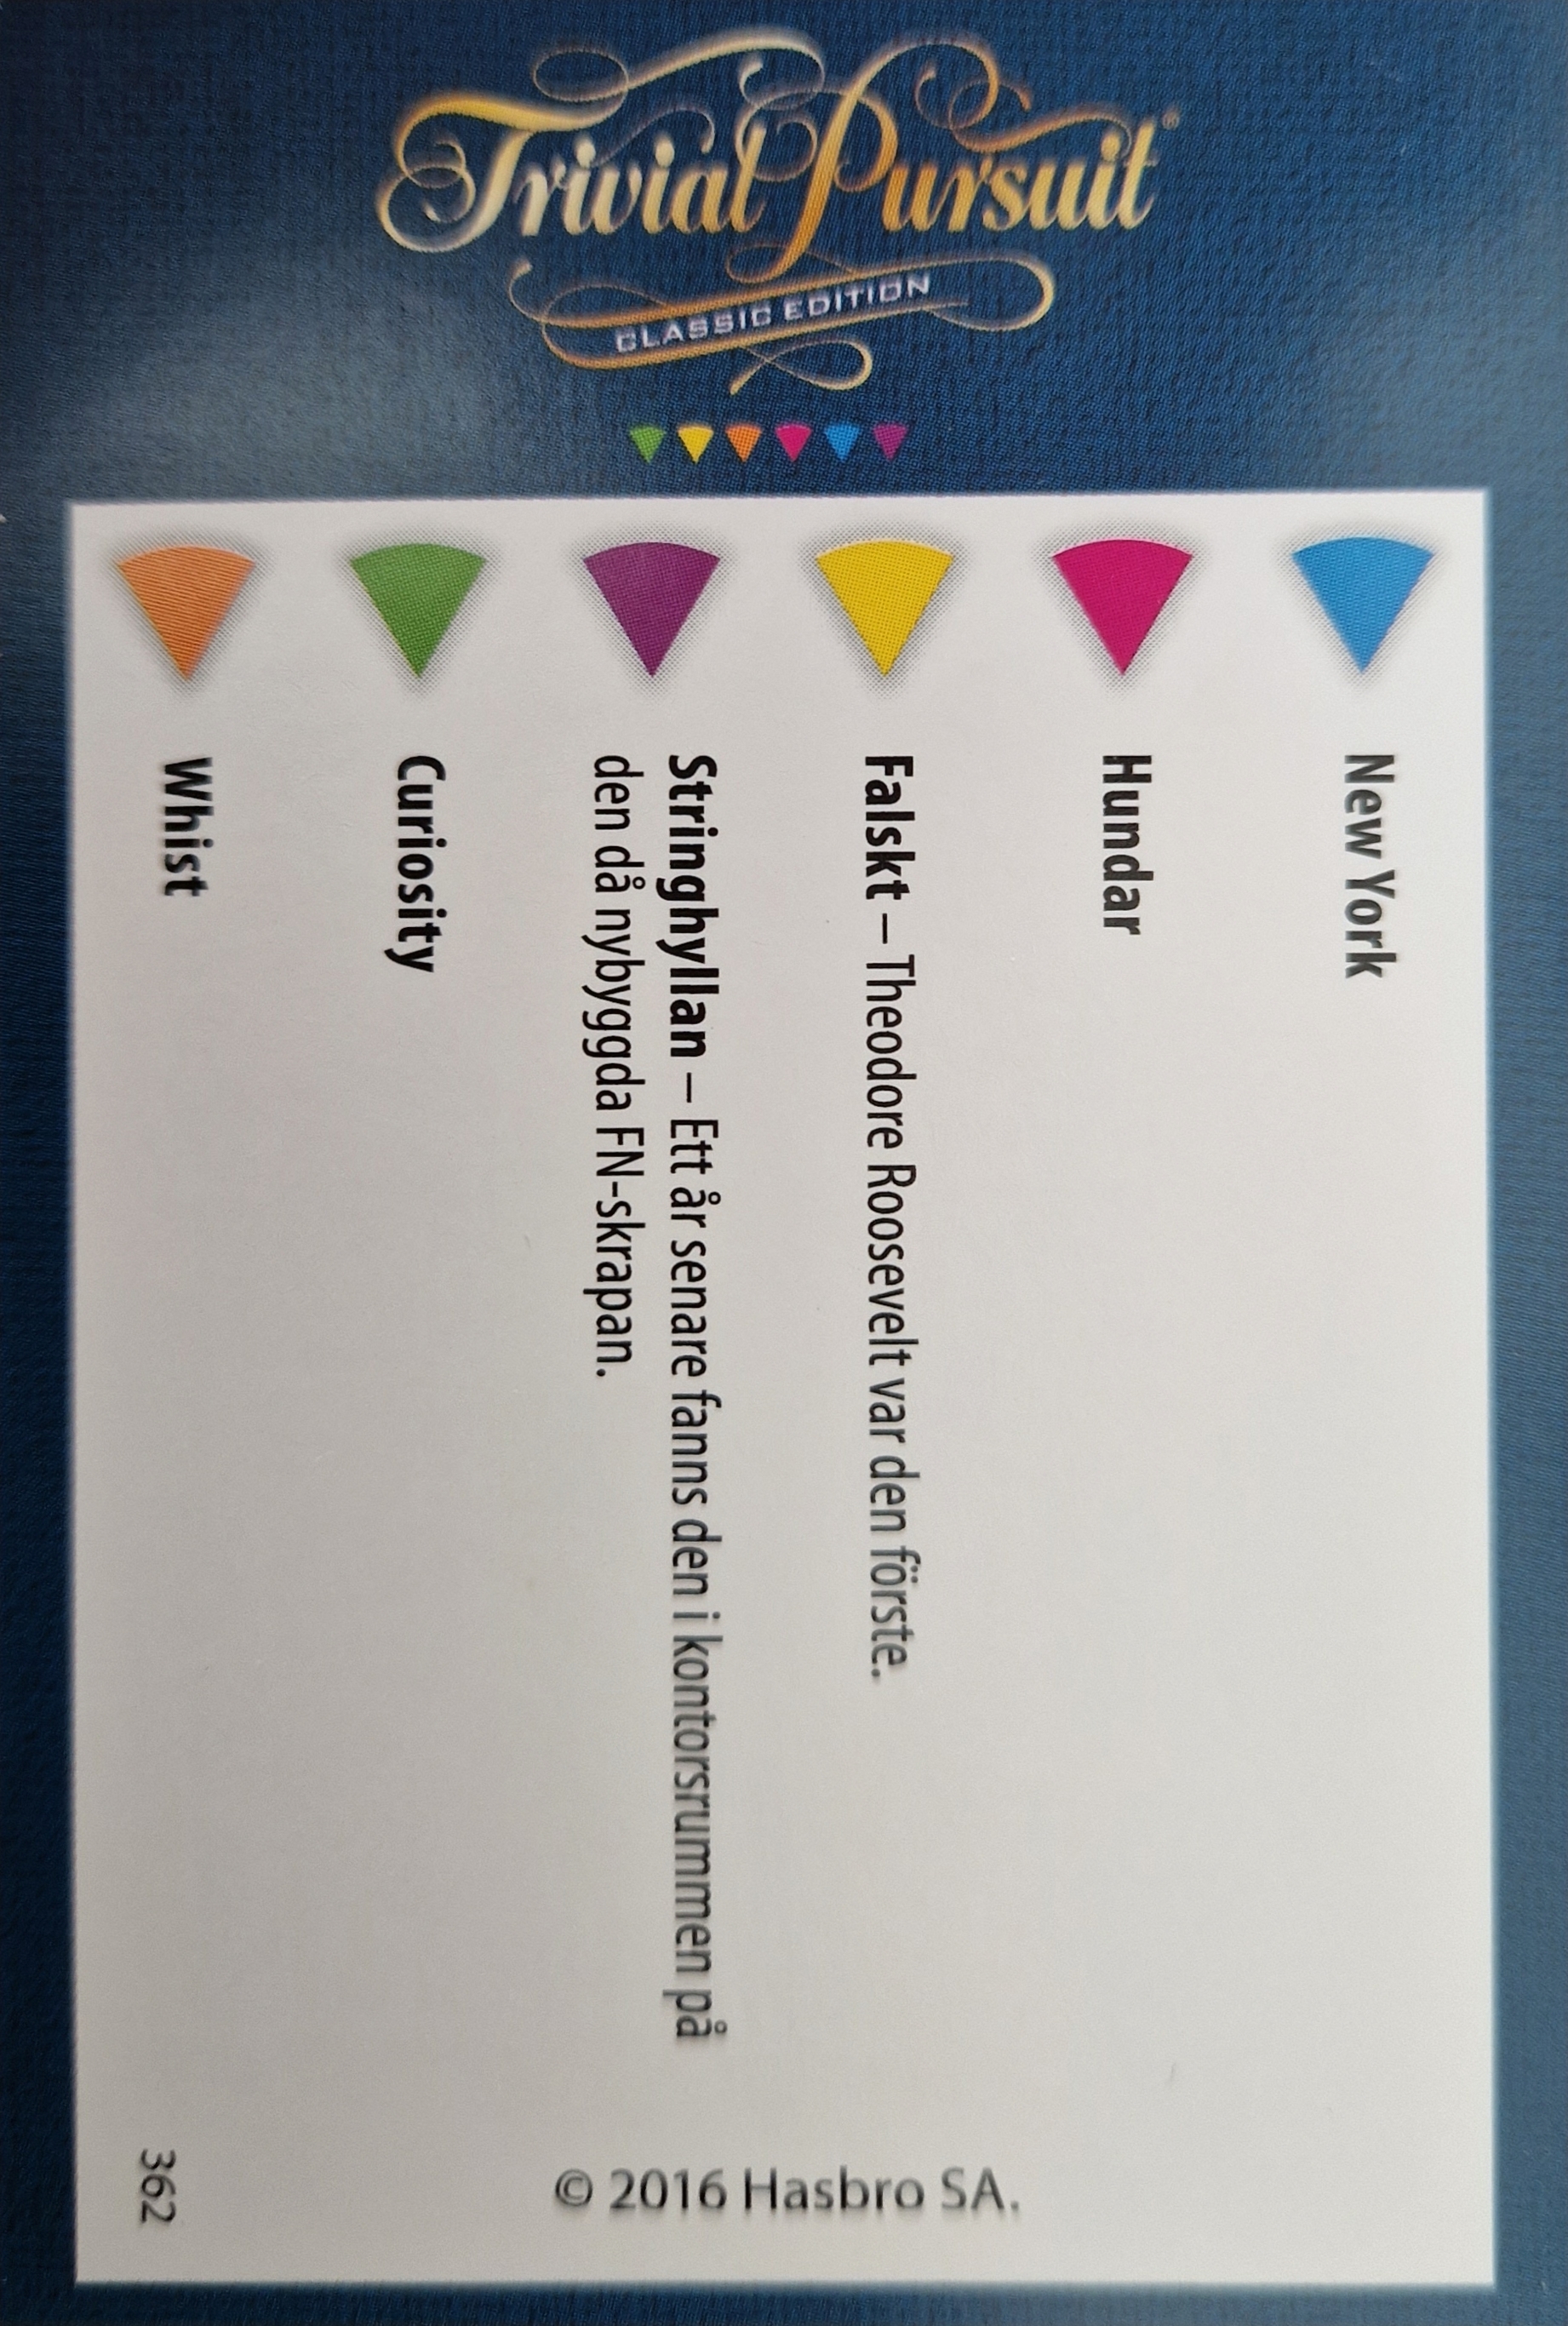 Trivial Pursuit®
CLASSIC EDITION
New York
Hundar
Falskt – Theodore Roosevelt var den förste.
Stringhyllan – Ett år senare fanns den i kontorsrummen på
den då nybyggda FN-skrapan.
Curiosity
Whist
© 2016 Hasbro SA.
362